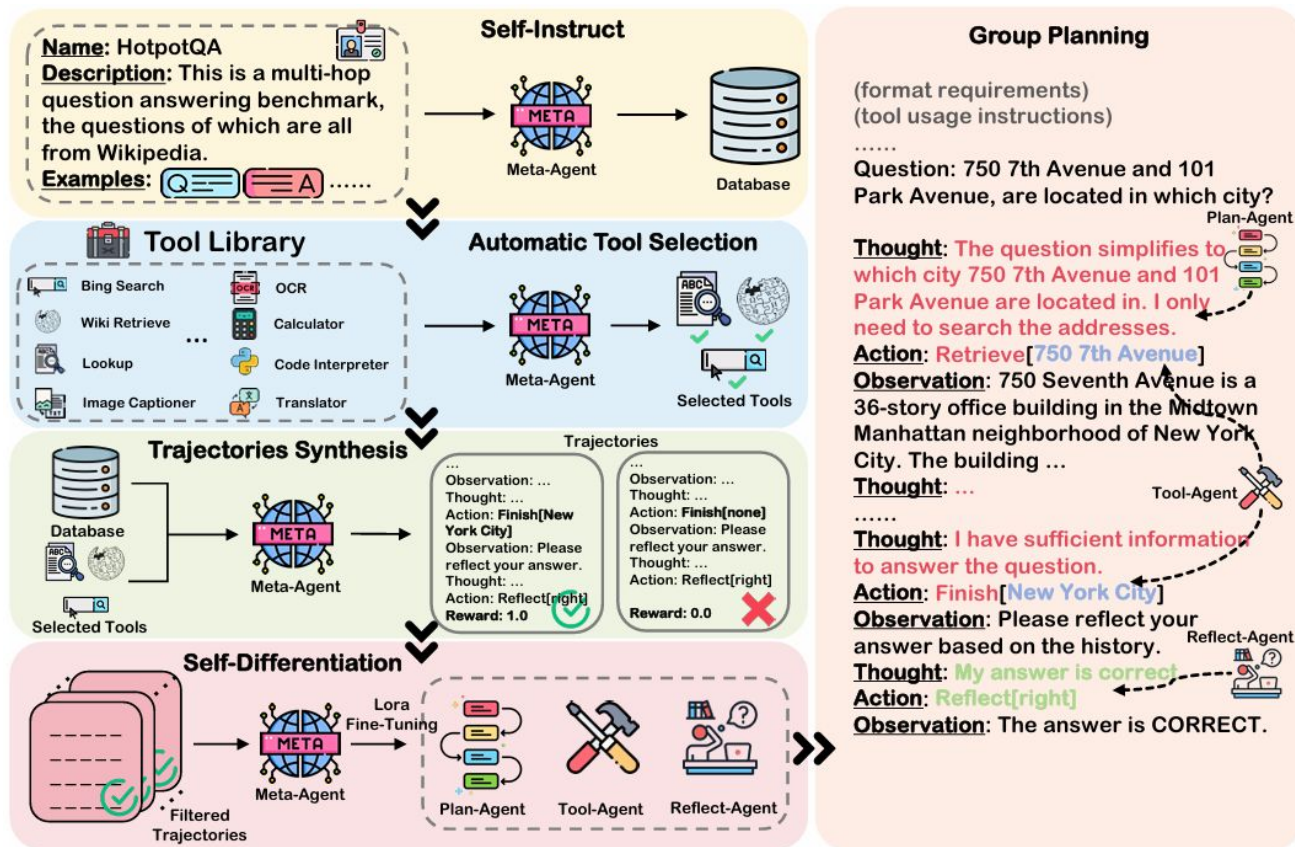 Self-Instruct
Name: HotpotQA
Description: This is a multi-hop
question answering benchmark,
the questions of which are all
from Wikipedia.
Examples: Q A ......
META
Meta-Agent
Database
Tool Library
Bing Search
Wiki Retrieve
Lookup
Image Captioner
...
OCR
OCR
Calculator
Code Interpreter
Translator
Automatic Tool Selection
META
Meta-Agent
ABC
Selected Tools
Trajectories Synthesis
Database
ABC
Selected Tools
META
Meta-Agent
Trajectories
...
Observation: ...
Thought: ...
Action: Finish[New
York City]
Observation: Please
reflect your answer.
Thought: ...
Action: Reflect[right]
Reward: 1.0
...
Observation: ...
Thought: ...
Action: Finish[none]
Observation: Please
reflect your answer.
Thought: ...
Action: Reflect[right]
Reward: 0.0
Self-Differentiation
Filtered
Trajectories
META
Meta-Agent
Lora
Fine-Tuning
Plan-Agent
Tool-Agent
Reflect-Agent
Group Planning
(format requirements)
(tool usage instructions)
......
Question: 750 7th Avenue and 101
Park Avenue, are located in which city?
Plan-Agent
Thought: The question simplifies to
which city 750 7th Avenue and 101
Park Avenue are located in. I only
need to search the addresses.
Action: Retrieve[750 7th Avenue]
Observation: 750 Seventh Avenue is a
36-story office building in the Midtown
Manhattan neighborhood of New York
City. The building ...
Thought: ...
Tool-Agent
......
Thought: I have sufficient information
to answer the question.
Action: Finish[New York City]
Observation: Please reflect your
answer based on the history.
Reflect-Agent
Thought: My answer is correct
Action: Reflect[right]
Observation: The answer is CORRECT.